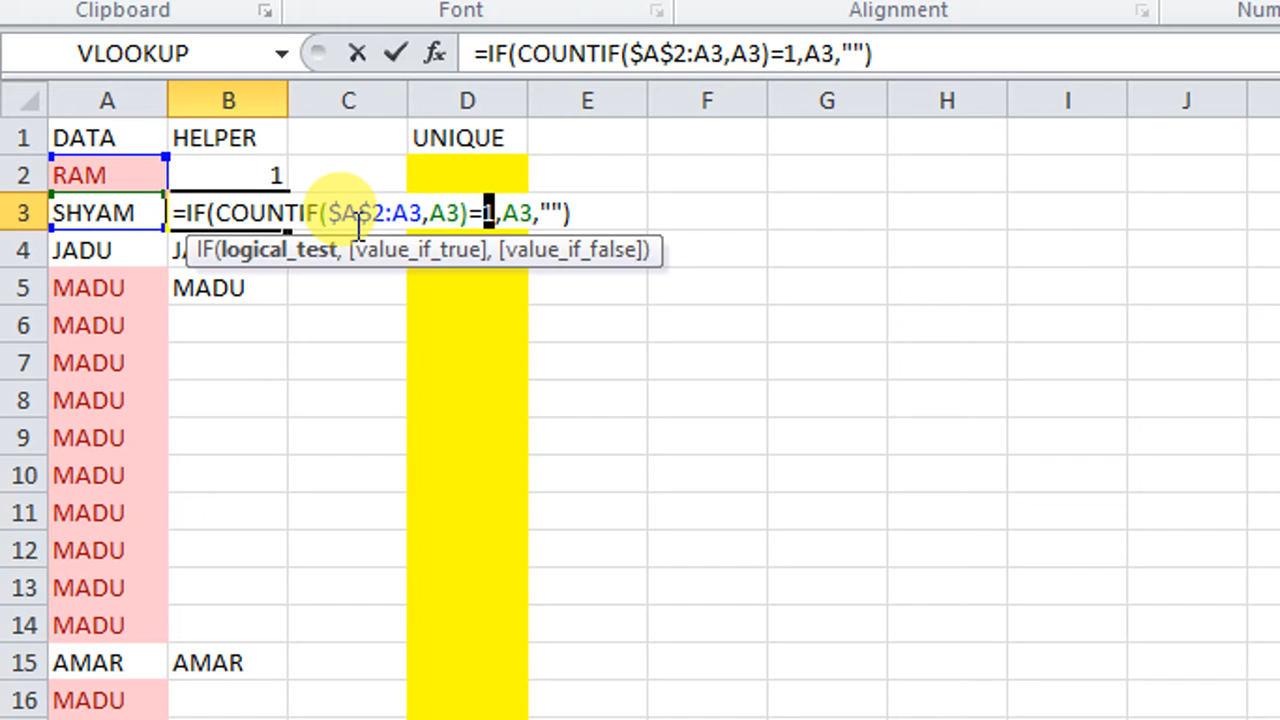 Clipboard Font Alignment Num
VLOOKUP fx =IF(COUNTIF($A$2:A3,A3)=1,A3,"")
A B C D E F G H I J
1 DATA HELPER UNIQUE
2 RAM 1
3 SHYAM =IF(COUNTIF($A$2:A3,A3)=1,A3,"")
4 JADU JA
IF(logical_test, [value_if_true], [value_if_false])
5 MADU MADU
6 MADU
7 MADU
8 MADU
9 MADU
10 MADU
11 MADU
12 MADU
13 MADU
14 MADU
15 AMAR AMAR
16 MADU